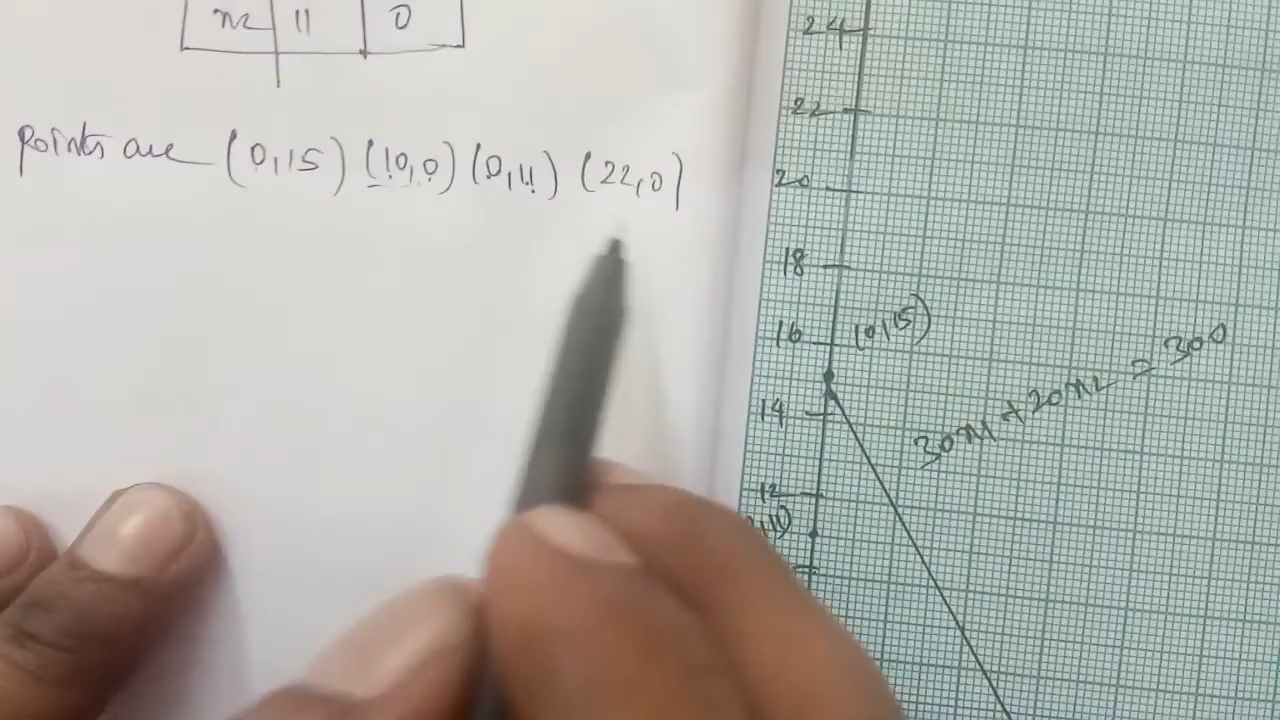 x2 11 0
points are (0,15) (10,0) (0,11) (22,0)
24
22
20
18
16 (0,15)
30x1 + 20x2 = 300
14
12